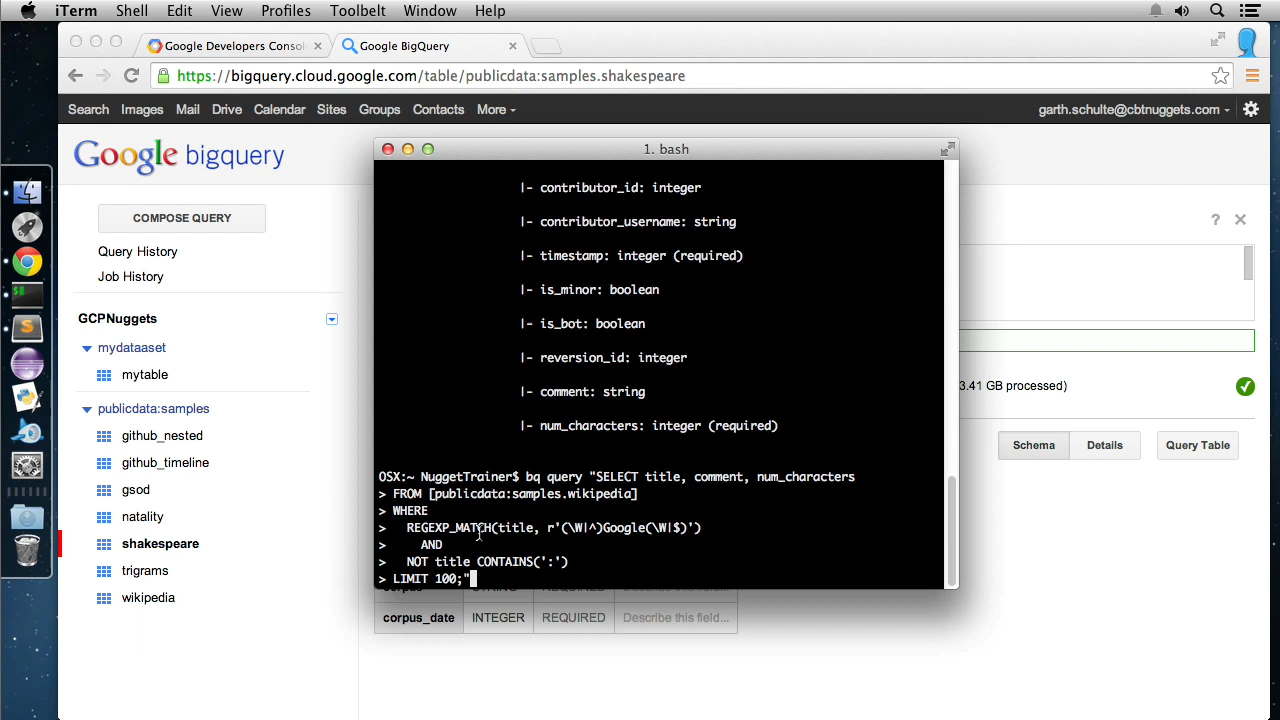 iTerm Shell Edit View Profiles Toolbelt Window Help
Google Developers Consol Google BigQuery
https://bigquery.cloud.google.com/table/publicdata:samples.shakespeare
Search Images Mail Drive Calendar Sites Groups Contacts More garth.schulte@cbtnuggets.com
Google bigquery
COMPOSE QUERY
Query History
Job History
GCPNuggets
mydataaset
mytable
publicdata:samples
github_nested
github_timeline
gsod
natality
shakespeare
trigrams
wikipedia
1. bash
|- contributor_id: integer
|- contributor_username: string
|- timestamp: integer (required)
|- is_minor: boolean
|- is_bot: boolean
|- reversion_id: integer
|- comment: string
|- num_characters: integer (required)
OSX:~ NuggetTrainer$ bq query "SELECT title, comment, num_characters
> FROM [publicdata:samples.wikipedia]
> WHERE
> REGEXP_MATCH(title, r'(\W|^)Google(\W|$)')
> AND
> NOT title CONTAINS(':')
> LIMIT 100;"
? ×
3.41 GB processed)
Schema Details Query Table
corpus_date INTEGER REQUIRED Describe this field...